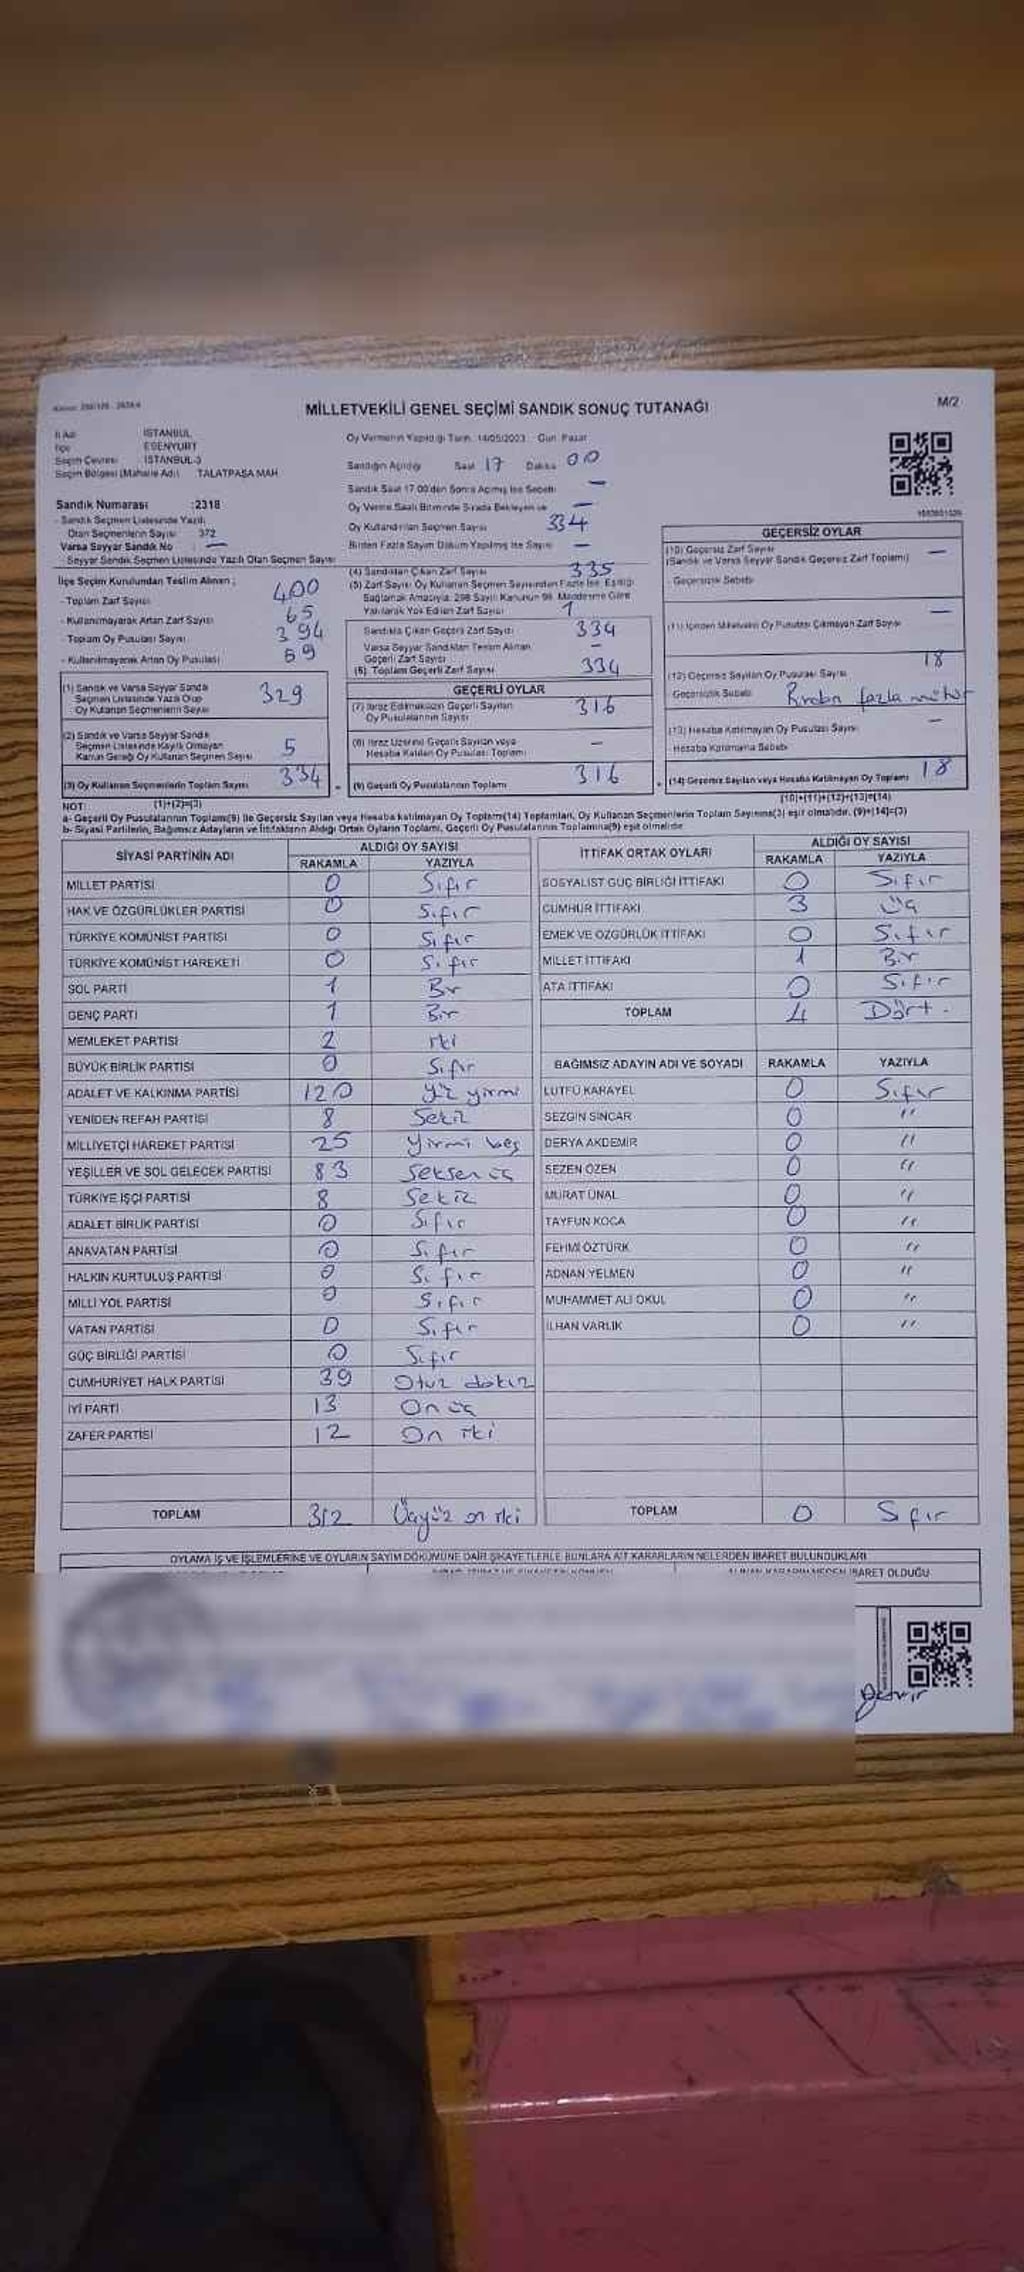 MİLLETVEKİLİ GENEL SEÇİMİ SANDIK SONUÇ TUTANAĞI
M/2
İl Adı İSTANBUL
İlçe ESENYURT
Seçim Çevresi İSTANBUL-3
Seçim Bölgesi (Mahalle Adı) TALATPAŞA MAH
Sandık Numarası :2318
- Sandık Seçmen Listesinde Yazılı
Olan Seçmenlerin Sayısı 372
Varsa Seyyar Sandık No —
- Seyyar Sandık Seçmen Listesinde Yazılı Olan Seçmen Sayısı
İlçe Seçim Kurulundan Teslim Alınan ;
- Toplam Zarf Sayısı 400
- Kullanılmayarak Artan Zarf Sayısı 65
- Toplam Oy Pusulası Sayısı 394
- Kullanılmayarak Artan Oy Pusulası 59
(1) Sandık ve Varsa Seyyar Sandık
Seçmen Listesinde Yazılı Olup
Oy Kullanan Seçmenlerin Sayısı 329
(2) Sandık ve Varsa Seyyar Sandık
Seçmen Listesinde Kaydı Olmayan
Kanun Gereği Oy Kullanan Seçmen Sayısı 5
(3) Oy Kullanan Seçmenlerin Toplam Sayısı 334
(1)+(2)=(3)
Oy Vermenin Yapıldığı Tarih: 14/05/2023 Gün: Pazar
Sandığın Açıldığı Saat 17 Dakika 00
Sandık Saat 17.00'den Sonra Açılmış İse Sebebi —
Oy Verme Saati Bitiminde Sırada Bekleyen ve —
Oy Kullandırılan Seçmen Sayısı 334
Birden Fazla Sayım Döküm Yapılmış İse Sayısı —
(4) Sandıktan Çıkan Zarf Sayısı 335
(5) Zarf Sayısı Oy Kullanan Seçmen Sayısından Fazla İse, Eşitliği
Sağlamak Amacıyla; 298 Sayılı Kanunun 98. Maddesine Göre
Yakılarak Yok Edilen Zarf Sayısı 1
Sandıkta Çıkan Geçerli Zarf Sayısı 334
Varsa Seyyar Sandıktan Teslim Alınan
Geçerli Zarf Sayısı —
(6) Toplam Geçerli Zarf Sayısı 334
GEÇERLİ OYLAR
(7) İtiraz Edilmeksizin Geçerli Sayılan
Oy Pusulalarının Sayısı 316
(8) İtiraz Üzerine Geçerli Sayılan veya
Hesaba Katılan Oy Pusulası Toplamı —
(9) Geçerli Oy Pusulalarının Toplamı 316
GEÇERSİZ OYLAR
(10) Geçersiz Zarf Sayısı —
(Sandık ve Varsa Seyyar Sandık Geçersiz Zarf Toplamı)
Geçersizlik Sebebi
(11) İçinden Milletvekili Oy Pusulası Çıkmayan Zarf Sayısı —
(12) Geçersiz Sayılan Oy Pusulası Sayısı 18
Geçersizlik Sebebi Birden fazla mühür
(13) Hesaba Katılmayan Oy Pusulası Sayısı —
Hesaba Katılmama Sebebi
(14) Geçersiz Sayılan veya Hesaba Katılmayan Oy Toplamı 18
(10)+(11)+(12)+(13)=(14)
NOT:
a- Geçerli Oy Pusulalarının Toplamı(9) ile Geçersiz Sayılan veya Hesaba katılmayan Oy Toplamı(14) Toplamları, Oy Kullanan Seçmenlerin Toplam Sayısına(3) eşit olmalıdır. (9)+(14)=(3)
b- Siyasi Partilerin, Bağımsız Adayların ve İttifakların Aldığı Ortak Oyların Toplamı, Geçerli Oy Pusulalarının Toplamına(9) eşit olmalıdır
SİYASİ PARTİNİN ADI ALDIĞI OY SAYISI
RAKAMLA YAZIYLA
MİLLET PARTİSİ 0 Sıfır
HAK VE ÖZGÜRLÜKLER PARTİSİ 0 Sıfır
TÜRKİYE KOMÜNİST PARTİSİ 0 Sıfır
TÜRKİYE KOMÜNİST HAREKETİ 0 Sıfır
SOL PARTİ 1 Bir
GENÇ PARTİ 1 Bir
MEMLEKET PARTİSİ 2 iki
BÜYÜK BİRLİK PARTİSİ 0 Sıfır
ADALET VE KALKINMA PARTİSİ 120 yüz yirmi
YENİDEN REFAH PARTİSİ 8 Sekiz
MİLLİYETÇİ HAREKET PARTİSİ 25 yirmi beş
YEŞİLLER VE SOL GELECEK PARTİSİ 83 Seksen üç
TÜRKİYE İŞÇİ PARTİSİ 8 Sekiz
ADALET BİRLİK PARTİSİ 0 Sıfır
ANAVATAN PARTİSİ 0 Sıfır
HALKIN KURTULUŞ PARTİSİ 0 Sıfır
MİLLİ YOL PARTİSİ 0 Sıfır
VATAN PARTİSİ 0 Sıfır
GÜÇ BİRLİĞİ PARTİSİ 0 Sıfır
CUMHURİYET HALK PARTİSİ 39 Otuz dokuz
İYİ PARTİ 13 On üç
ZAFER PARTİSİ 12 On iki
TOPLAM 312 Üçyüz on iki
İTTİFAK ORTAK OYLARI ALDIĞI OY SAYISI
RAKAMLA YAZIYLA
SOSYALİST GÜÇ BİRLİĞİ İTTİFAKI 0 Sıfır
CUMHUR İTTİFAKI 3 Üç
EMEK VE ÖZGÜRLÜK İTTİFAKI 0 Sıfır
MİLLET İTTİFAKI 1 Bir
ATA İTTİFAKI 0 Sıfır
TOPLAM 4 Dört.
BAĞIMSIZ ADAYIN ADI VE SOYADI RAKAMLA YAZIYLA
LÜTFÜ KARAYEL 0 Sıfır
SEZGİN SİNCAR 0 "
DERYA AKDEMİR 0 "
SEZEN ÖZEN 0 "
MURAT ÜNAL 0 "
TAYFUN KOCA 0 "
FEHMİ ÖZTÜRK 0 "
ADNAN YELMEN 0 "
MUHAMMET ALİ OKUL 0 "
İLHAN VARLIK 0 "
TOPLAM 0 Sıfır
OYLAMA İŞ VE İŞLEMLERİNE VE OYLARIN SAYIM DÖKÜMÜNE DAİR ŞİKAYETLERLE BUNLARA AİT KARARLARIN NELERDEN İBARET BULUNDUKLARI
ALINAN KARARIN NEDEN İBARET OLDUĞU